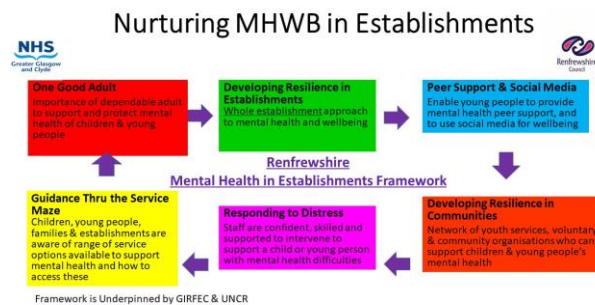 Nurturing MHWB in Establishments
NHS
Greater Glasgow
and Clyde
Renfrewshire
Council
One Good Adult
Importance of dependable adult
to support and protect mental
health of children & young
people
Developing Resilience in
Establishments
Whole establishment approach
to mental health and wellbeing
Peer Support & Social Media
Enable young people to provide
mental health peer support, and
to use social media for wellbeing
Renfrewshire
Mental Health in Establishments Framework
Guidance Thru the Service
Maze
Children, young people,
families & establishments are
aware of range of service
options available to support
mental health and how to
access these
Responding to Distress
Staff are confident, skilled and
supported to intervene to
support a child or young person
with mental health difficulties
Developing Resilience in
Communities
Network of youth services, voluntary
& community organisations who can
support children & young people's
mental health
Framework is Underpinned by GIRFEC & UNCR